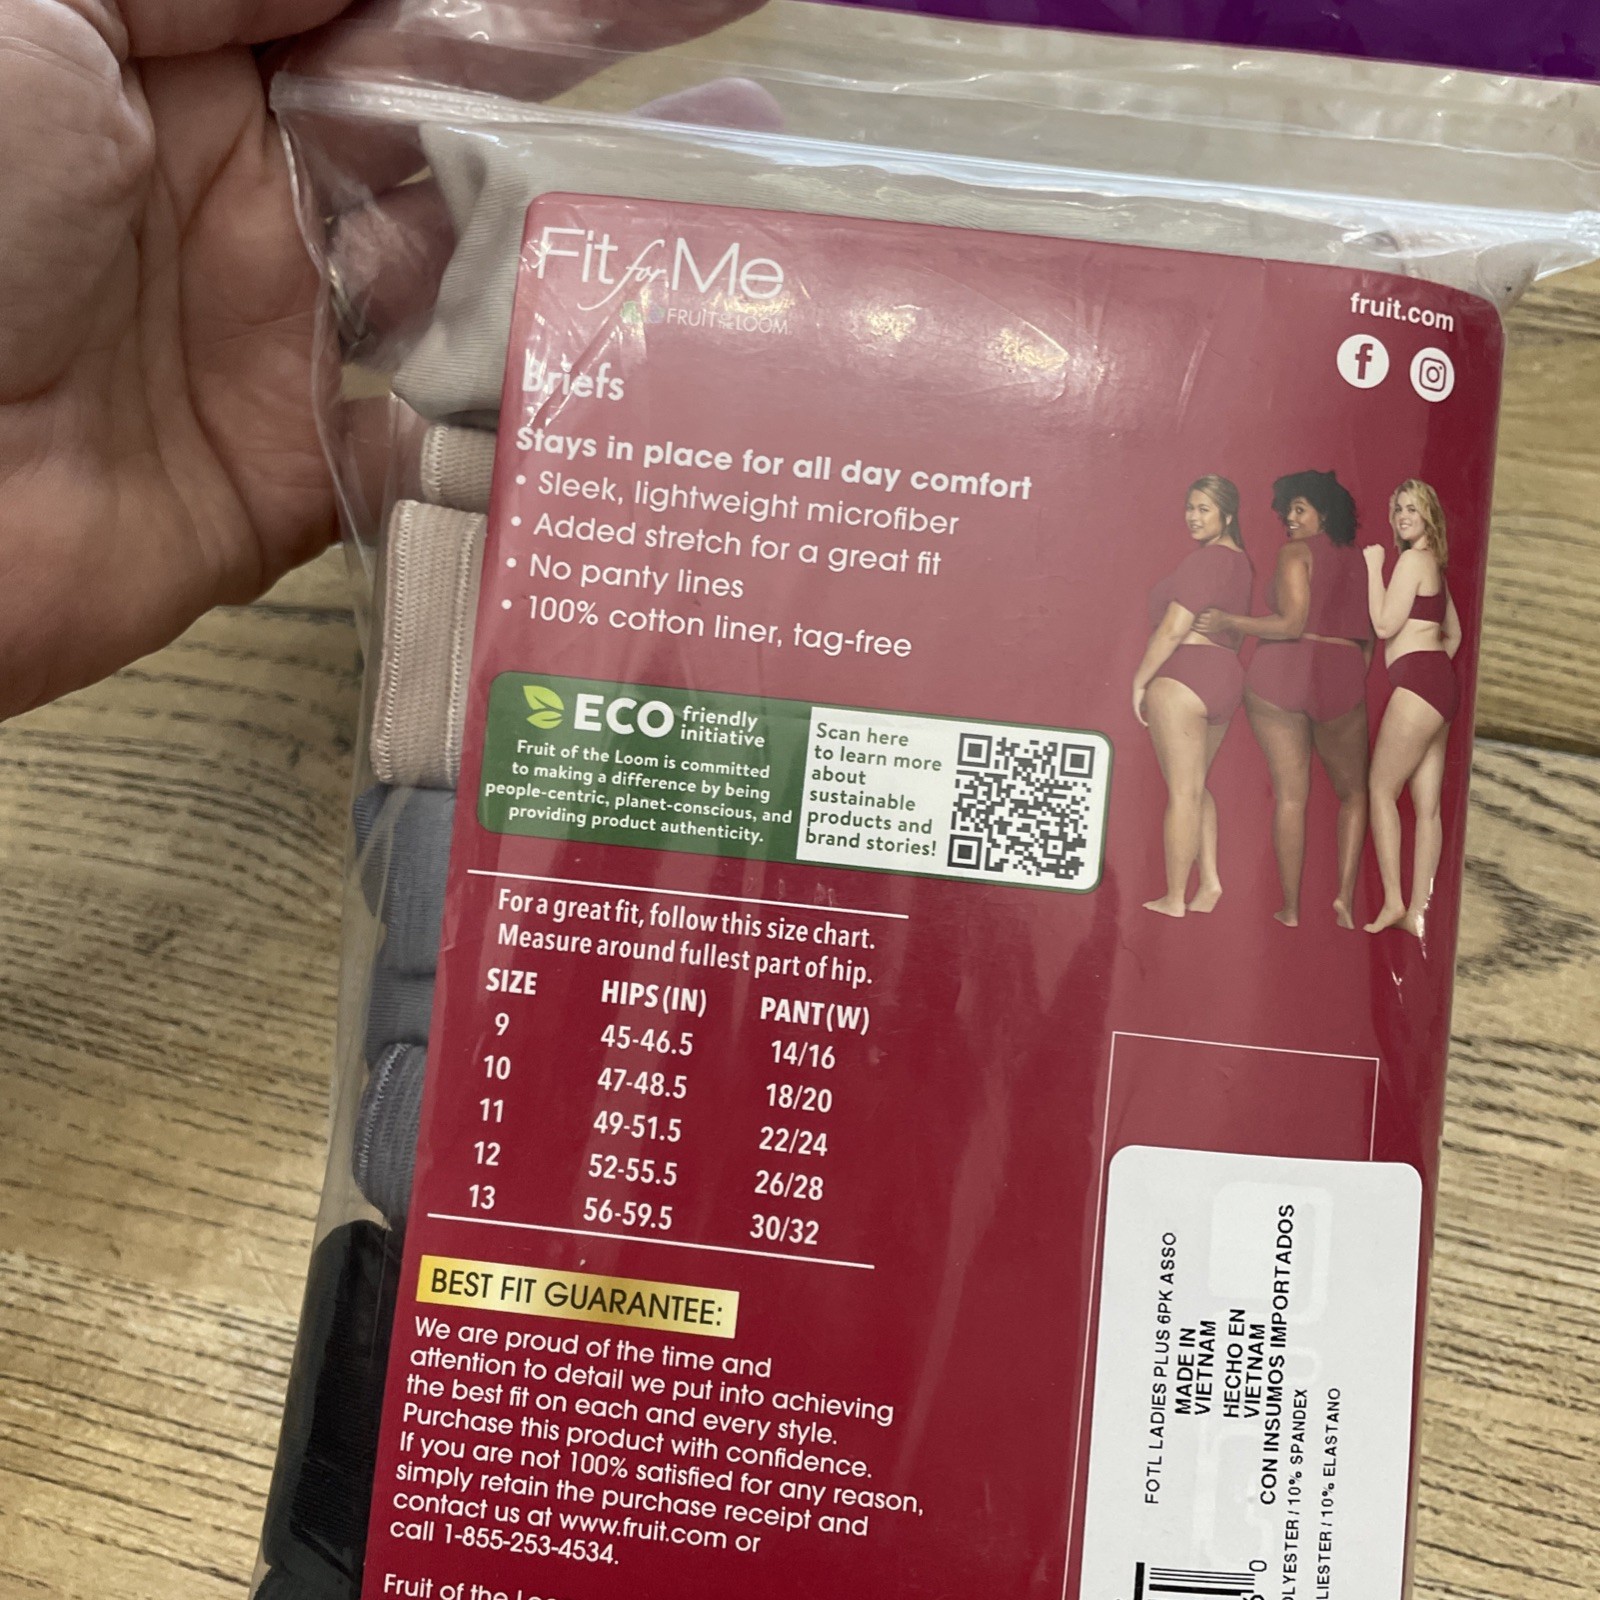 Fit for Me
FRUIT OF THE LOOM
fruit.com
Briefs
Stays in place for all day comfort
• Sleek, lightweight microfiber
• Added stretch for a great fit
• No panty lines
• 100% cotton liner, tag-free
ECO friendly initiative
Fruit of the Loom is committed
to making a difference by being
people-centric, planet-conscious, and
providing product authenticity.
Scan here
to learn more
about
sustainable
products and
brand stories!
For a great fit, follow this size chart.
Measure around fullest part of hip.
SIZE HIPS (IN) PANT (W)
9 45-46.5 14/16
10 47-48.5 18/20
11 49-51.5 22/24
12 52-55.5 26/28
13 56-59.5 30/32
BEST FIT GUARANTEE:
We are proud of the time and
attention to detail we put into achieving
the best fit on each and every style.
Purchase this product with confidence.
If you are not 100% satisfied for any reason,
simply retain the purchase receipt and
contact us at www.fruit.com or
call 1-855-253-4534.
Fruit of the
FOTL LADIES PLUS 6PK ASSO
MADE IN
VIETNAM
HECHO EN
VIETNAM
CON INSUMOS IMPORTADOS
OLYESTER / 10% SPANDEX
LIESTER / 10% ELASTANO
0